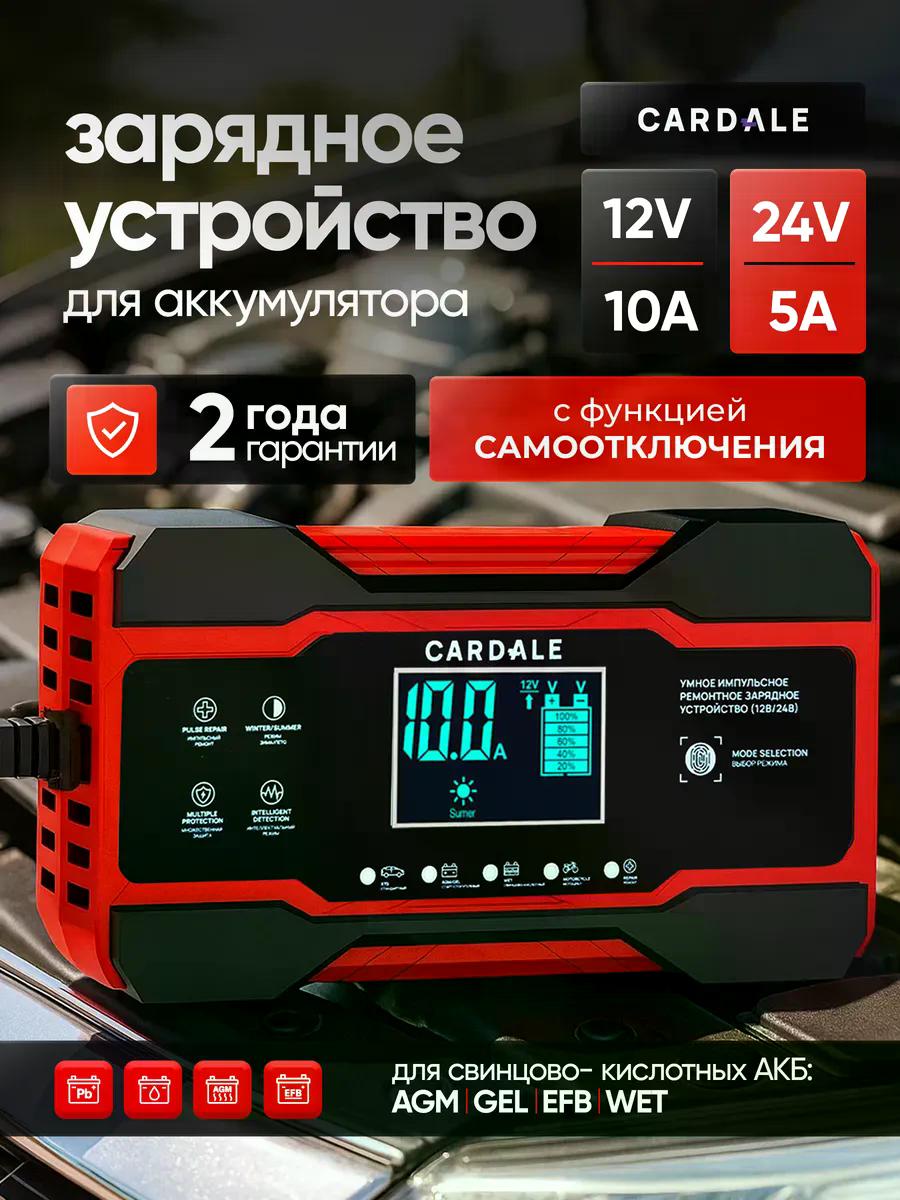 зарядное
устройство
для аккумулятора
CARDALE
12V
10A
24V
5A
2 года
гарантии
с функцией
САМООТКЛЮЧЕНИЯ
CARDALE
PULSE REPAIR
ИМПУЛЬСНЫЙ
РЕМОНТ
WINTER/SUMMER
РЕЖИМ
ЗИМА/ЛЕТО
MULTIPLE
PROTECTION
МНОЖЕСТВЕННАЯ
ЗАЩИТА
INTELLIGENT
DETECTION
ИНТЕЛЛЕКТУАЛЬНЫЙ
РЕЖИМ
10.0 A
12V
V V
+ −
100%
80%
60%
40%
20%
Sumer
УМНОЕ ИМПУЛЬСНОЕ
РЕМОНТНОЕ ЗАРЯДНОЕ
УСТРОЙСТВО (12В/24В)
MODE SELECTION
ВЫБОР РЕЖИМА
MOTORCYCLE
REPAIR
РЕМОНТ
Pb
AGM
EFB
для свинцово- кислотных АКБ:
AGM | GEL | EFB | WET